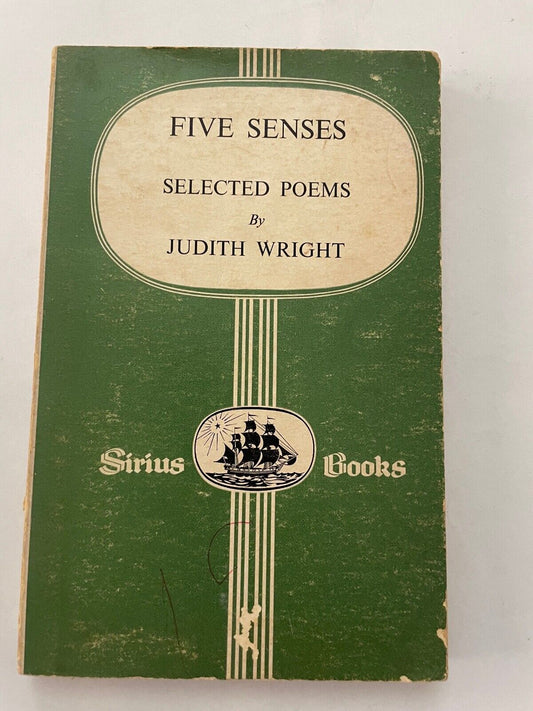 FIVE SENSES
SELECTED POEMS
By
JUDITH WRIGHT
Sirius Books